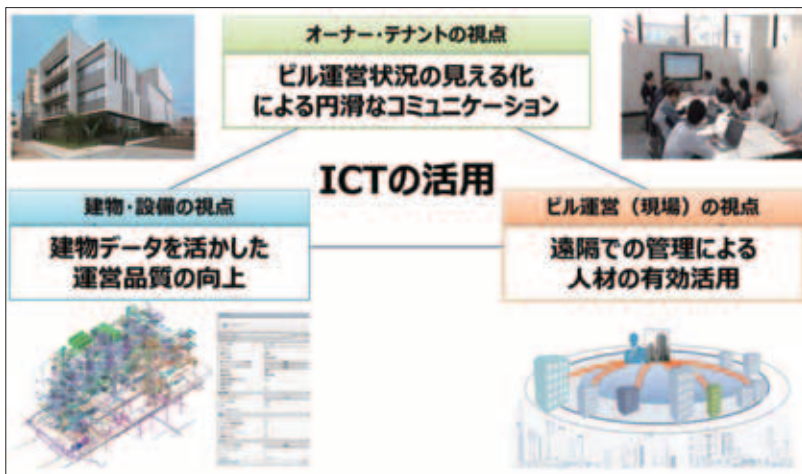 オーナー・テナントの視点
ビル運営状況の見える化
による円滑なコミュニケーション
ICTの活用
建物・設備の視点
建物データを活かした
運営品質の向上
ビル運営（現場）の視点
遠隔での管理による
人材の有効活用